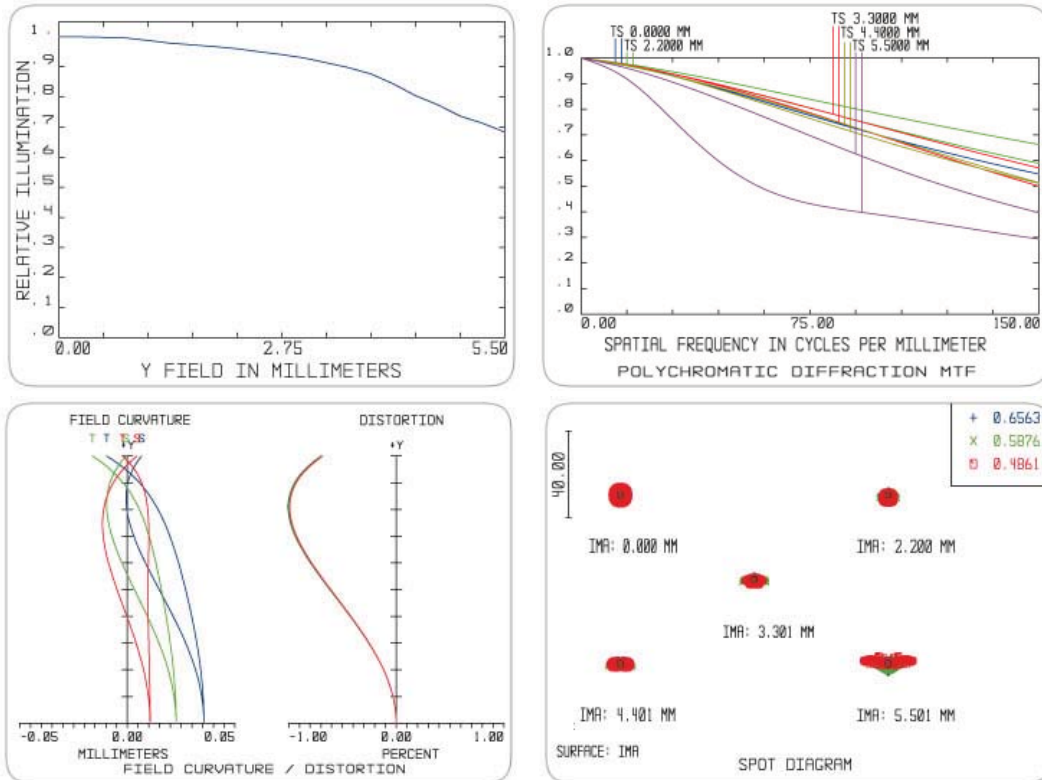 RELATIVE ILLUMINATION
1.
.9
.8
.7
.6
.5
.4
.3
.2
.1
.0
0.00 2.75 5.50
Y FIELD IN MILLIMETERS
TS 0.0000 MM
TS 2.2000 MM
TS 3.3000 MM
TS 4.4000 MM
TS 5.5000 MM
1.0
.9
.8
.7
.6
.5
.4
.3
.2
.1
.0
0.00 75.00 150.00
SPATIAL FREQUENCY IN CYCLES PER MILLIMETER
POLYCHROMATIC DIFFRACTION MTF
FIELD CURVATURE
T T TS SS
+Y
-0.05 0.00 0.05
MILLIMETERS
DISTORTION
+Y
-1.00 0.00 1.00
PERCENT
FIELD CURVATURE / DISTORTION
+ 0.6563
× 0.5876
0.4861
40.00
IMA: 0.000 MM
IMA: 2.200 MM
IMA: 3.301 MM
IMA: 4.401 MM
IMA: 5.501 MM
SURFACE: IMA
SPOT DIAGRAM